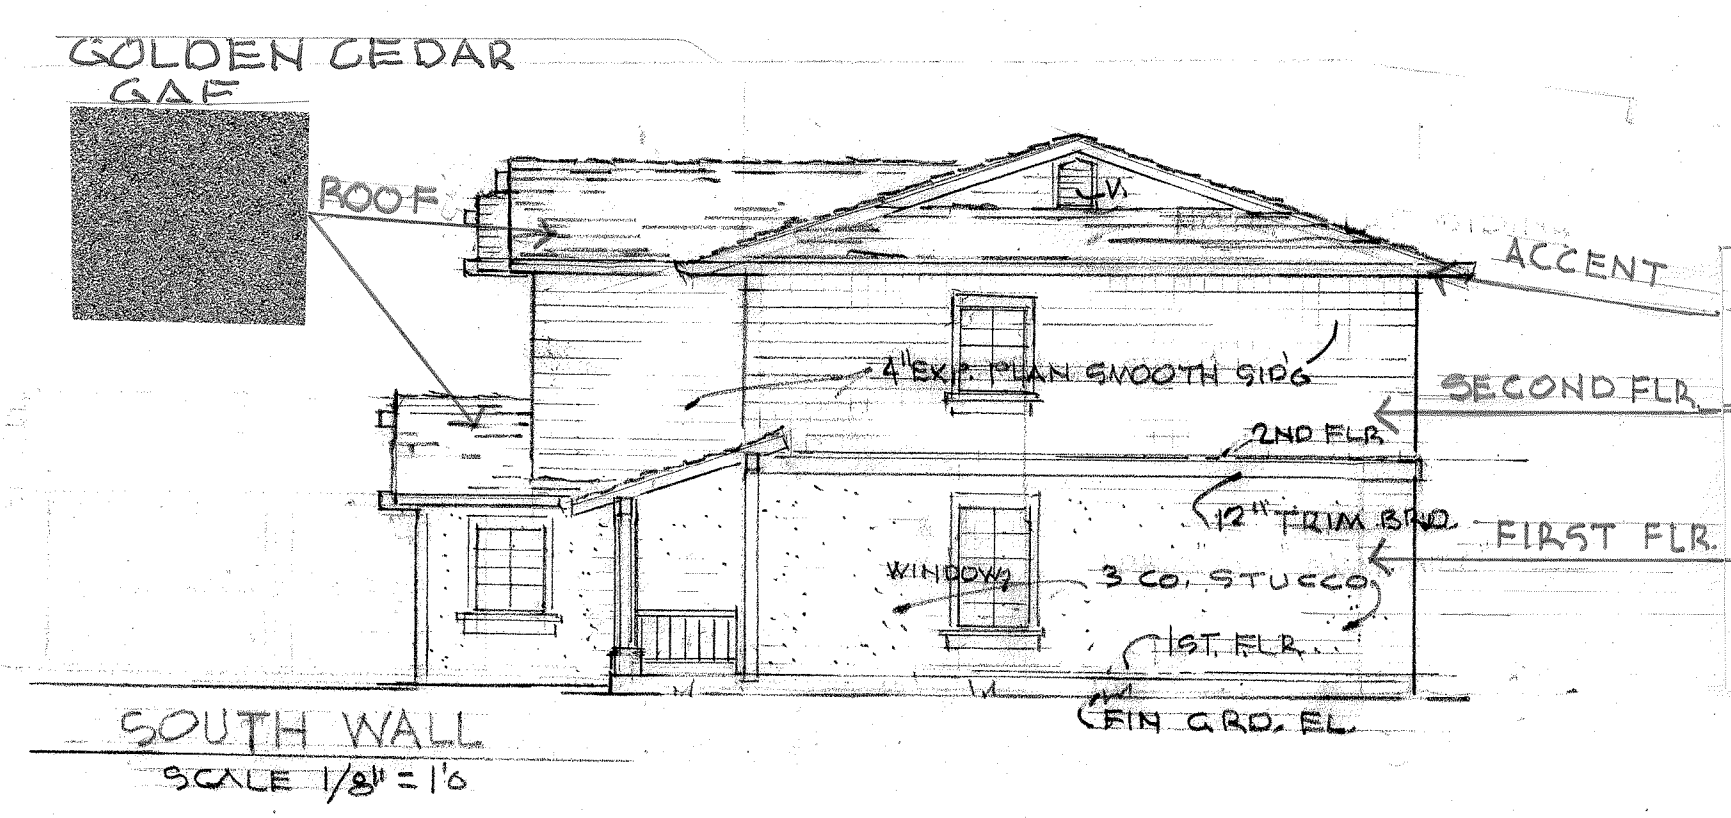 GOLDEN CEDAR
GAF
ROOF
V.
ACCENT
4" EXP. PLAN SMOOTH SID'G
SECOND FLR.
2ND FLR
12" TRIM BRD.
FIRST FLR.
WINDOWS
3 CO. STUCCO
1ST. FLR.
FIN GRD. EL.
SOUTH WALL
SCALE 1/8" = 1'0